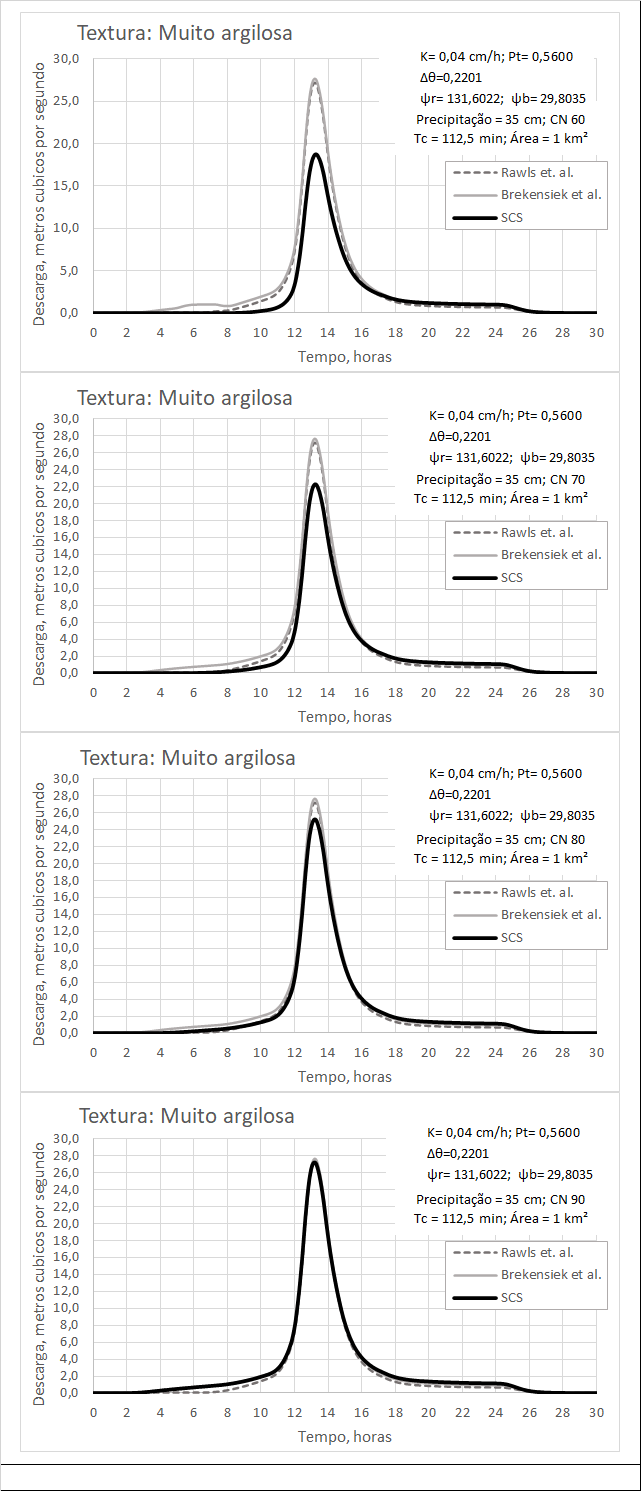 Textura: Muito argilosa
K= 0,04 cm/h; Pt= 0,5600
Δθ=0,2201
ψr= 131,6022; ψb= 29,8035
Precipitação = 35 cm; CN 60
Tc = 112,5 min; Área = 1 km²
Rawls et. al.
Brekensiek et al.
SCS
Descarga, metros cubicos por segundo
30,0
25,0
20,0
15,0
10,0
5,0
0,0
0 2 4 6 8 10 12 14 16 18 20 22 24 26 28 30
Tempo, horas
Textura: Muito argilosa
K= 0,04 cm/h; Pt= 0,5600
Δθ=0,2201
ψr= 131,6022; ψb= 29,8035
Precipitação = 35 cm; CN 70
Tc = 112,5 min; Área = 1 km²
Rawls et. al.
Brekensiek et al.
SCS
Descarga, metros cubicos por segundo
30,0
28,0
26,0
24,0
22,0
20,0
18,0
16,0
14,0
12,0
10,0
8,0
6,0
4,0
2,0
0,0
0 2 4 6 8 10 12 14 16 18 20 22 24 26 28 30
Tempo, horas
Textura: Muito argilosa
K= 0,04 cm/h; Pt= 0,5600
Δθ=0,2201
ψr= 131,6022; ψb= 29,8035
Precipitação = 35 cm; CN 80
Tc = 112,5 min; Área = 1 km²
Rawls et. al.
Brekensiek et al.
SCS
Descarga, metros cubicos por segundo
30,0
28,0
26,0
24,0
22,0
20,0
18,0
16,0
14,0
12,0
10,0
8,0
6,0
4,0
2,0
0,0
0 2 4 6 8 10 12 14 16 18 20 22 24 26 28 30
Tempo, horas
Textura: Muito argilosa
K= 0,04 cm/h; Pt= 0,5600
Δθ=0,2201
ψr= 131,6022; ψb= 29,8035
Precipitação = 35 cm; CN 90
Tc = 112,5 min; Área = 1 km²
Rawls et. al.
Brekensiek et al.
SCS
Descarga, metros cubicos por segundo
30,0
28,0
26,0
24,0
22,0
20,0
18,0
16,0
14,0
12,0
10,0
8,0
6,0
4,0
2,0
0,0
0 2 4 6 8 10 12 14 16 18 20 22 24 26 28 30
Tempo, horas